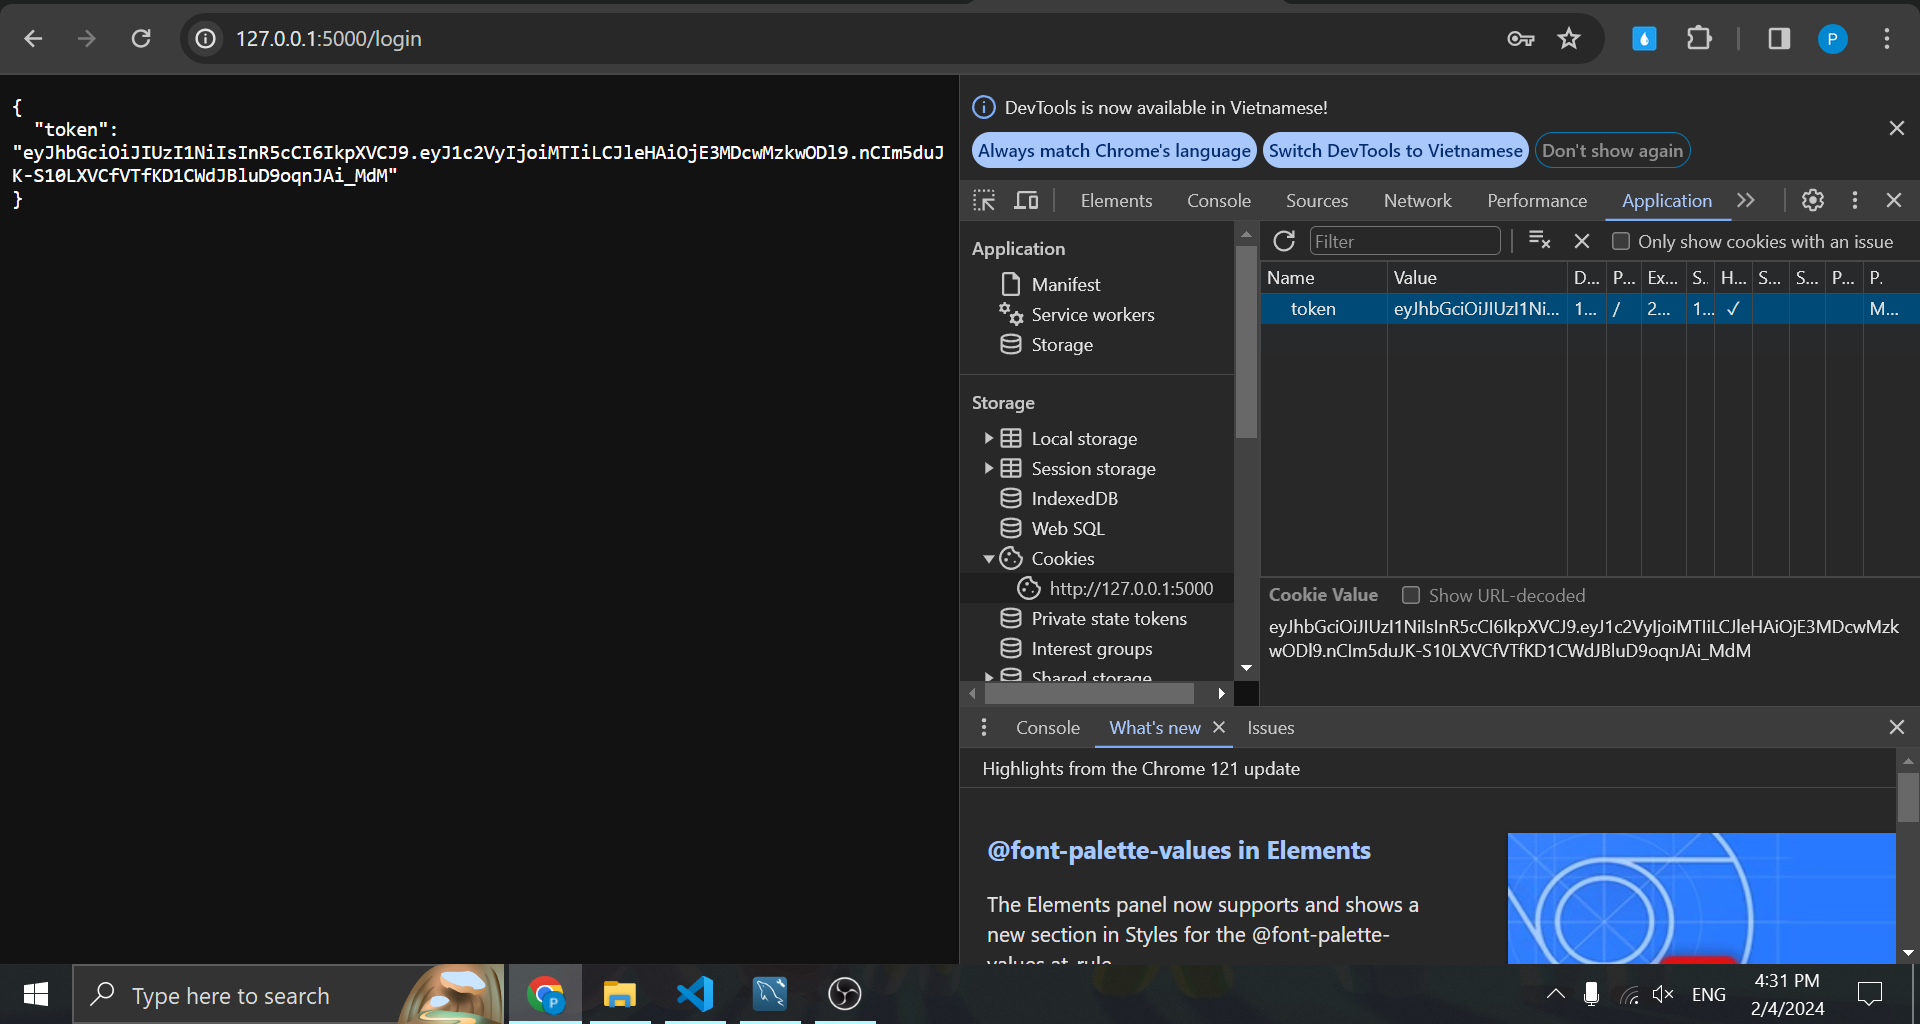 127.0.0.1:5000/login
P
{
"token":
"eyJhbGciOiJIUzI1NiIsInR5cCI6IkpXVCJ9.eyJ1c2VyIjoiMTIiLCJleHAiOjE3MDcwMzkwODl9.nCIm5duJ
K-S10LXVCfVTfKD1CWdJBluD9oqnJAi_MdM"
}
DevTools is now available in Vietnamese!
Always match Chrome's language
Switch DevTools to Vietnamese
Don't show again
Elements Console Sources Network Performance Application
Application
Manifest
Service workers
Storage
Storage
Local storage
Session storage
IndexedDB
Web SQL
Cookies
http://127.0.0.1:5000
Private state tokens
Interest groups
Shared storage
Filter
Only show cookies with an issue
Name Value D... P... Ex... S.. H... S... S... P... P.
token eyJhbGciOiJIUzI1Ni... 1... / 2... 1... ✓ M...
Cookie Value Show URL-decoded
eyJhbGciOiJIUzI1NiIsInR5cCI6IkpXVCJ9.eyJ1c2VyIjoiMTIiLCJleHAiOjE3MDcwMzk
wODl9.nCIm5duJK-S10LXVCfVTfKD1CWdJBluD9oqnJAi_MdM
Console What's new Issues
Highlights from the Chrome 121 update
@font-palette-values in Elements
The Elements panel now supports and shows a
new section in Styles for the @font-palette-
values at-rule.
Type here to search
P
ENG
4:31 PM
2/4/2024